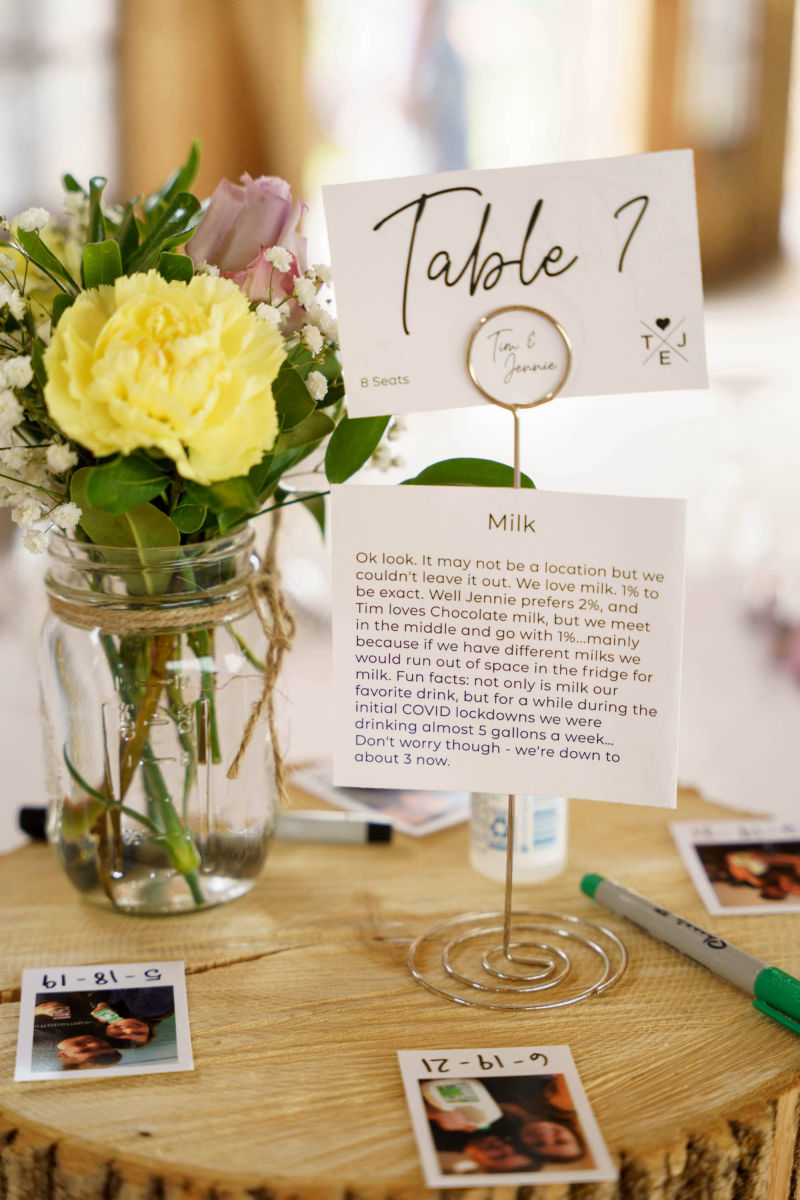 Table 7
Tim &
Jennie
T J
E
8 Seats
Milk
Ok look. It may not be a location but we
couldn't leave it out. We love milk. 1% to
be exact. Well Jennie prefers 2%, and
Tim loves Chocolate milk, but we meet
in the middle and go with 1%...mainly
because if we have different milks we
would run out of space in the fridge for
milk. Fun facts: not only is milk our
favorite drink, but for a while during the
initial COVID lockdowns we were
drinking almost 5 gallons a week...
Don't worry though - we're down to
about 3 now.
Sharpie
5-18-19
6-19-21